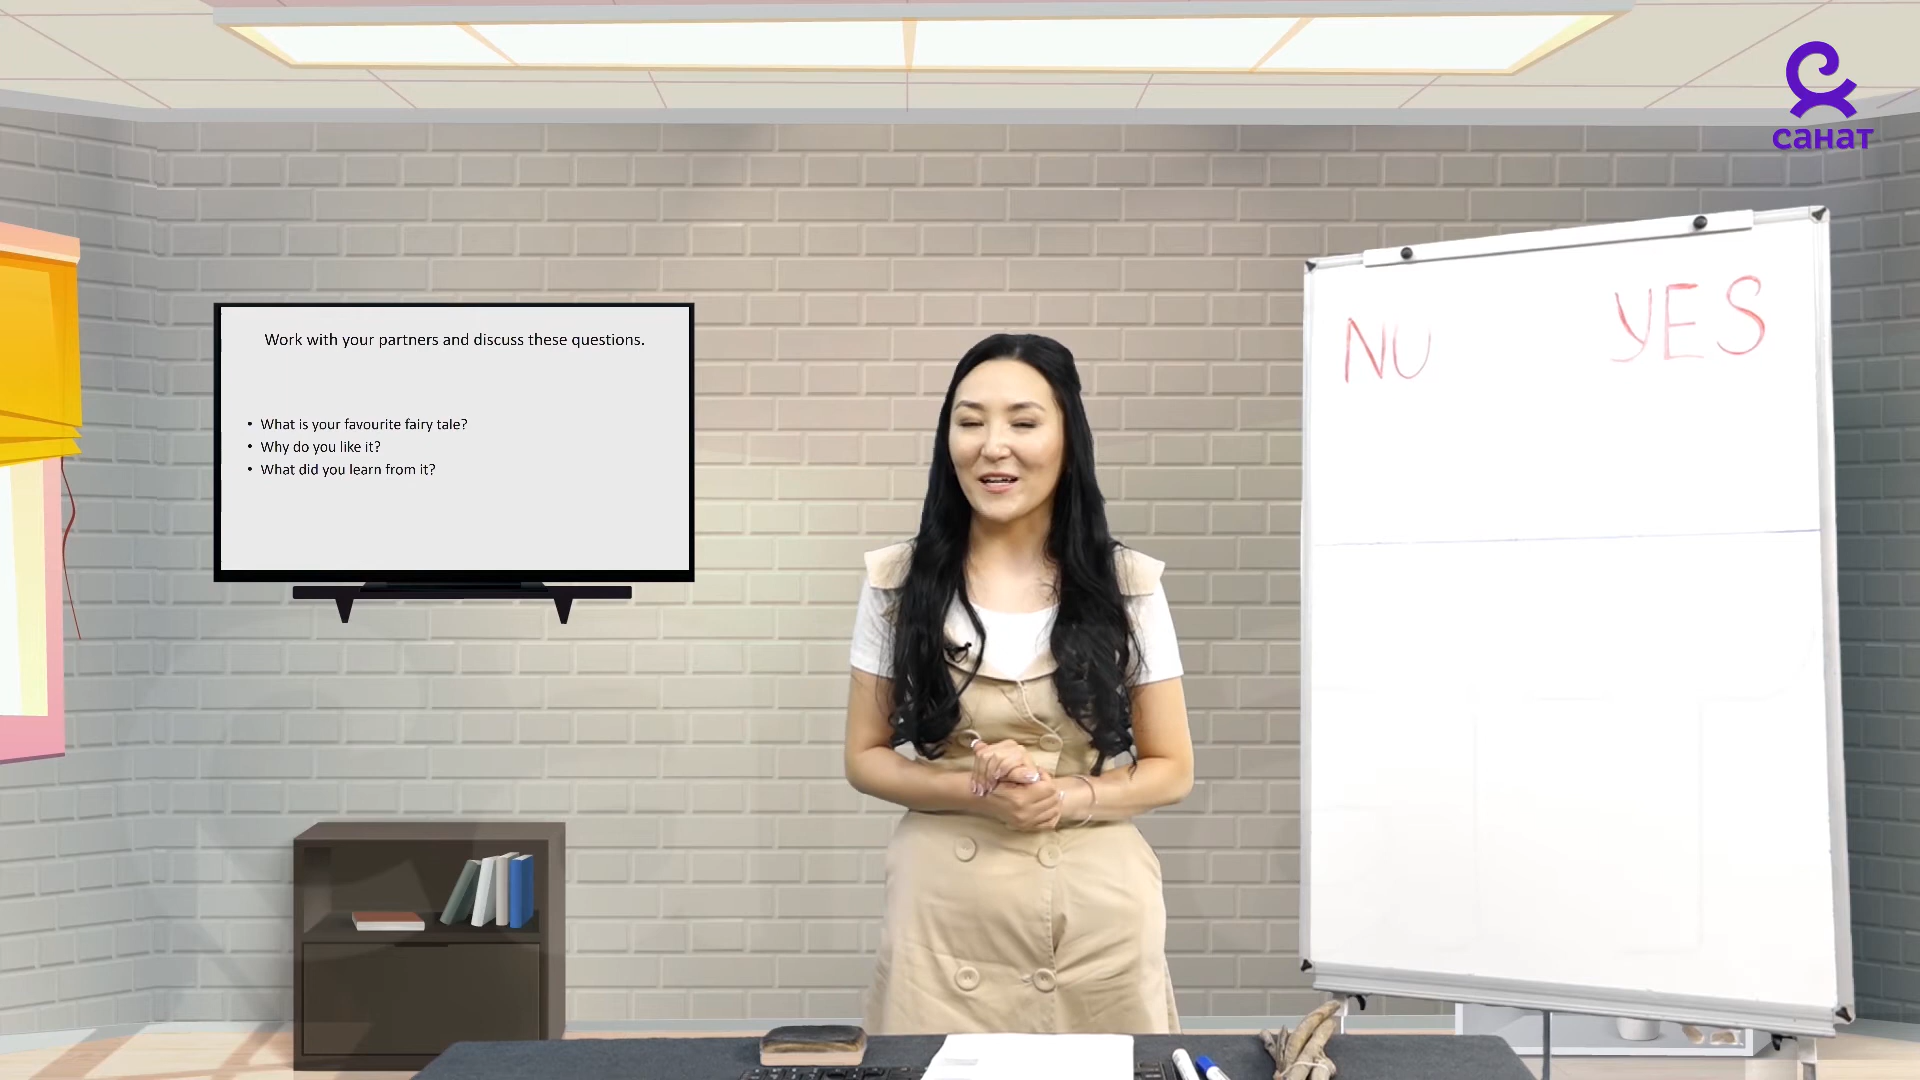 санат
Work with your partners and discuss these questions.
• What is your favourite fairy tale?
• Why do you like it?
• What did you learn from it?
NU
YES